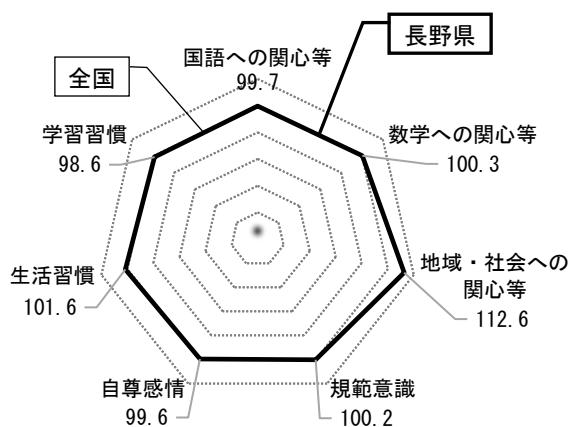 長野県
全国
国語への関心等
99.7
数学への関心等
100.3
地域・社会への
関心等
112.6
規範意識
100.2
自尊感情
99.6
生活習慣
101.6
学習習慣
98.6